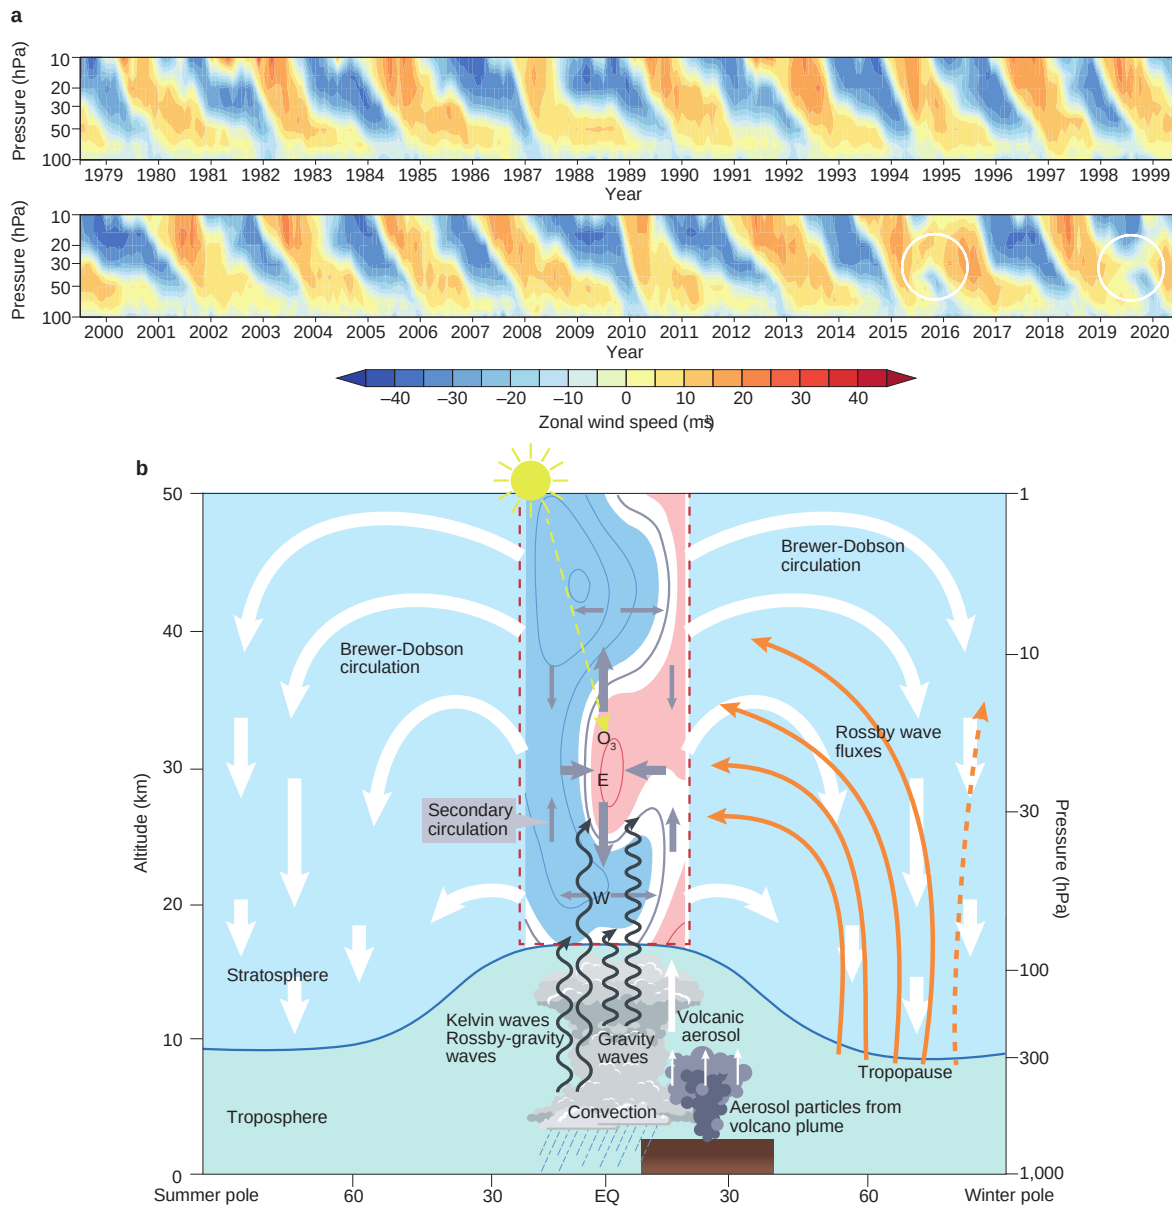 a
Pressure (hPa)
10
20
30
50
100
1979 1980 1981 1982 1983 1984 1985 1986 1987 1988 1989 1990 1991 1992 1993 1994 1995 1996 1997 1998 1999
Year
Pressure (hPa)
10
20
30
50
100
2000 2001 2002 2003 2004 2005 2006 2007 2008 2009 2010 2011 2012 2013 2014 2015 2016 2017 2018 2019 2020
Year
–40 –30 –20 –10 0 10 20 30 40
Zonal wind speed (ms⁻¹)
b
50
40
30
20
10
0
Altitude (km)
1
10
30
100
300
1,000
Pressure (hPa)
Brewer-Dobson
circulation
Brewer-Dobson
circulation
Rossby wave
fluxes
O3
E
Secondary
circulation
W
Stratosphere
Kelvin waves
Rossby-gravity
waves
Gravity
waves
Volcanic
aerosol
Tropopause
Troposphere
Convection
Aerosol particles from
volcano plume
Summer pole 60 30 EQ 30 60 Winter pole